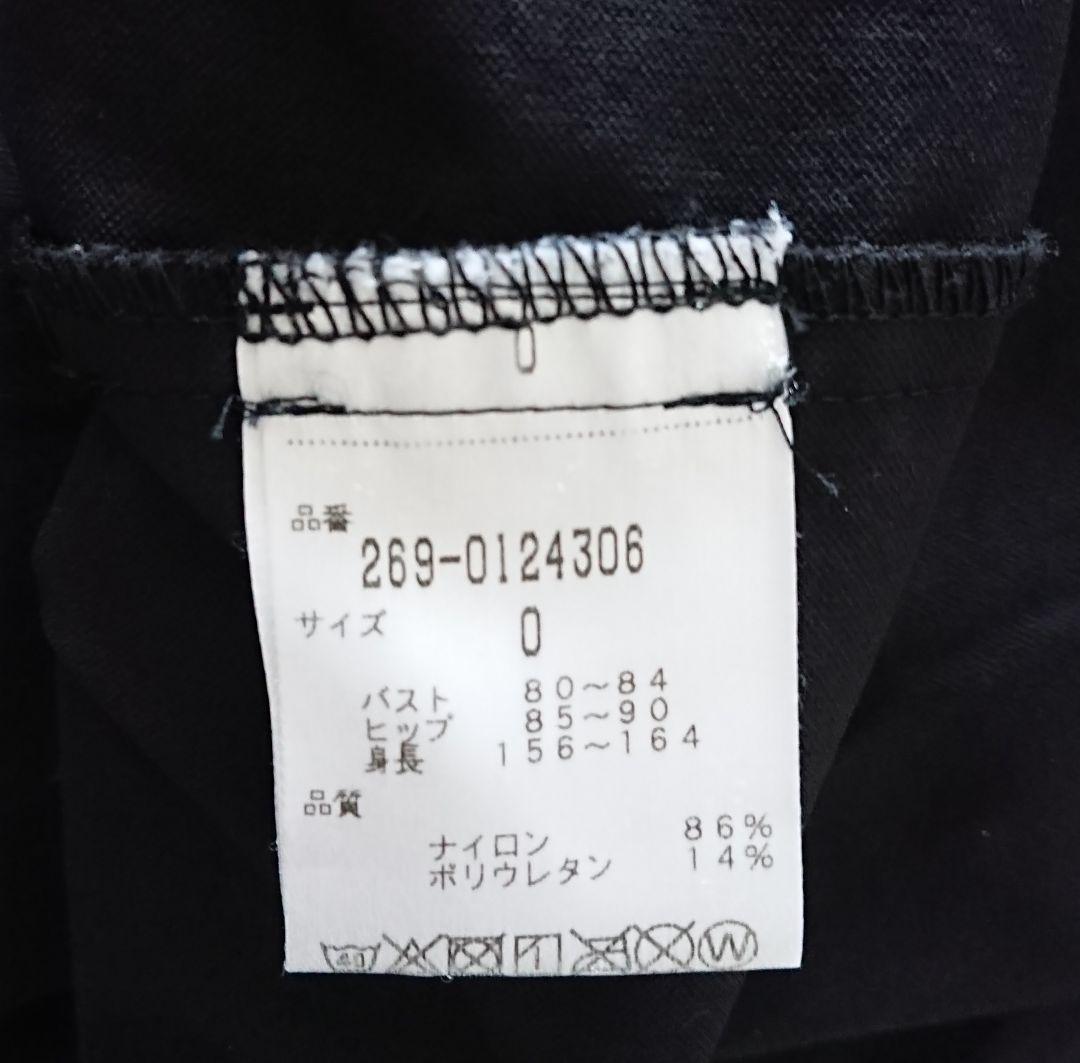 0
品番
269-0124306
サイズ 0
バスト 80~84
ヒップ 85~90
身長 156~164
品質
ナイロン 86%
ポリウレタン 14%
40 W